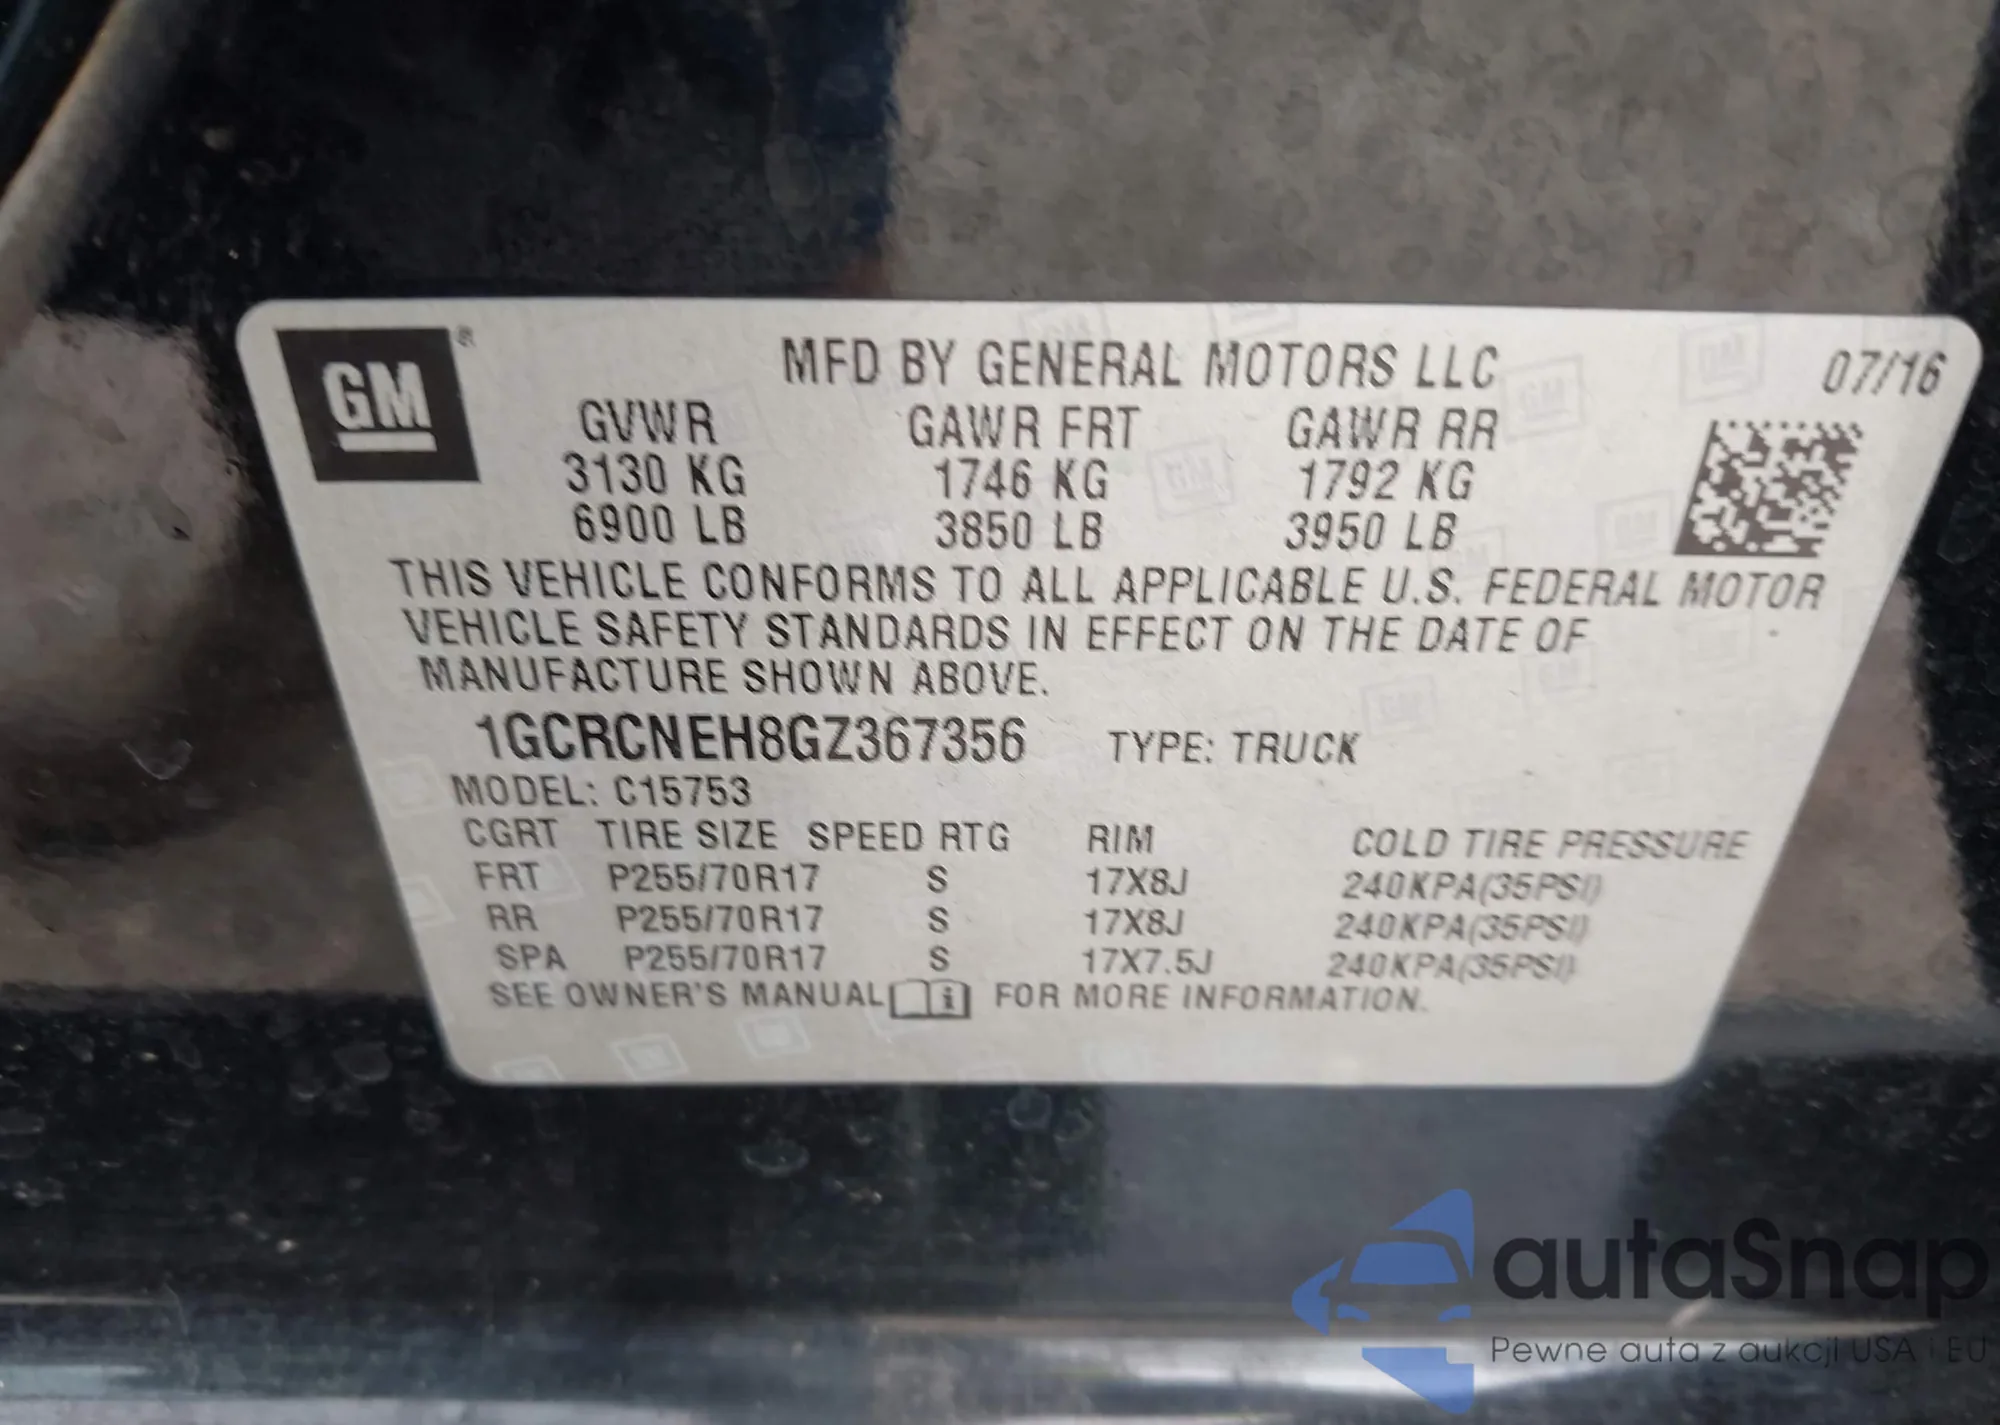 GM
MFD BY GENERAL MOTORS LLC 07/16
GVWR GAWR FRT GAWR RR
3130 KG 1746 KG 1792 KG
6900 LB 3850 LB 3950 LB
THIS VEHICLE CONFORMS TO ALL APPLICABLE U.S. FEDERAL MOTOR
VEHICLE SAFETY STANDARDS IN EFFECT ON THE DATE OF
MANUFACTURE SHOWN ABOVE.
1GCRCNEH8GZ367356 TYPE: TRUCK
MODEL: C15753
CGRT TIRE SIZE SPEED RTG RIM COLD TIRE PRESSURE
FRT P255/70R17 S 17X8J 240KPA(35PSI)
RR P255/70R17 S 17X8J 240KPA(35PSI)
SPA P255/70R17 S 17X7.5J 240KPA(35PSI)
SEE OWNER'S MANUAL i FOR MORE INFORMATION.
autaSnap
Pewne auta z aukcji USA i EU